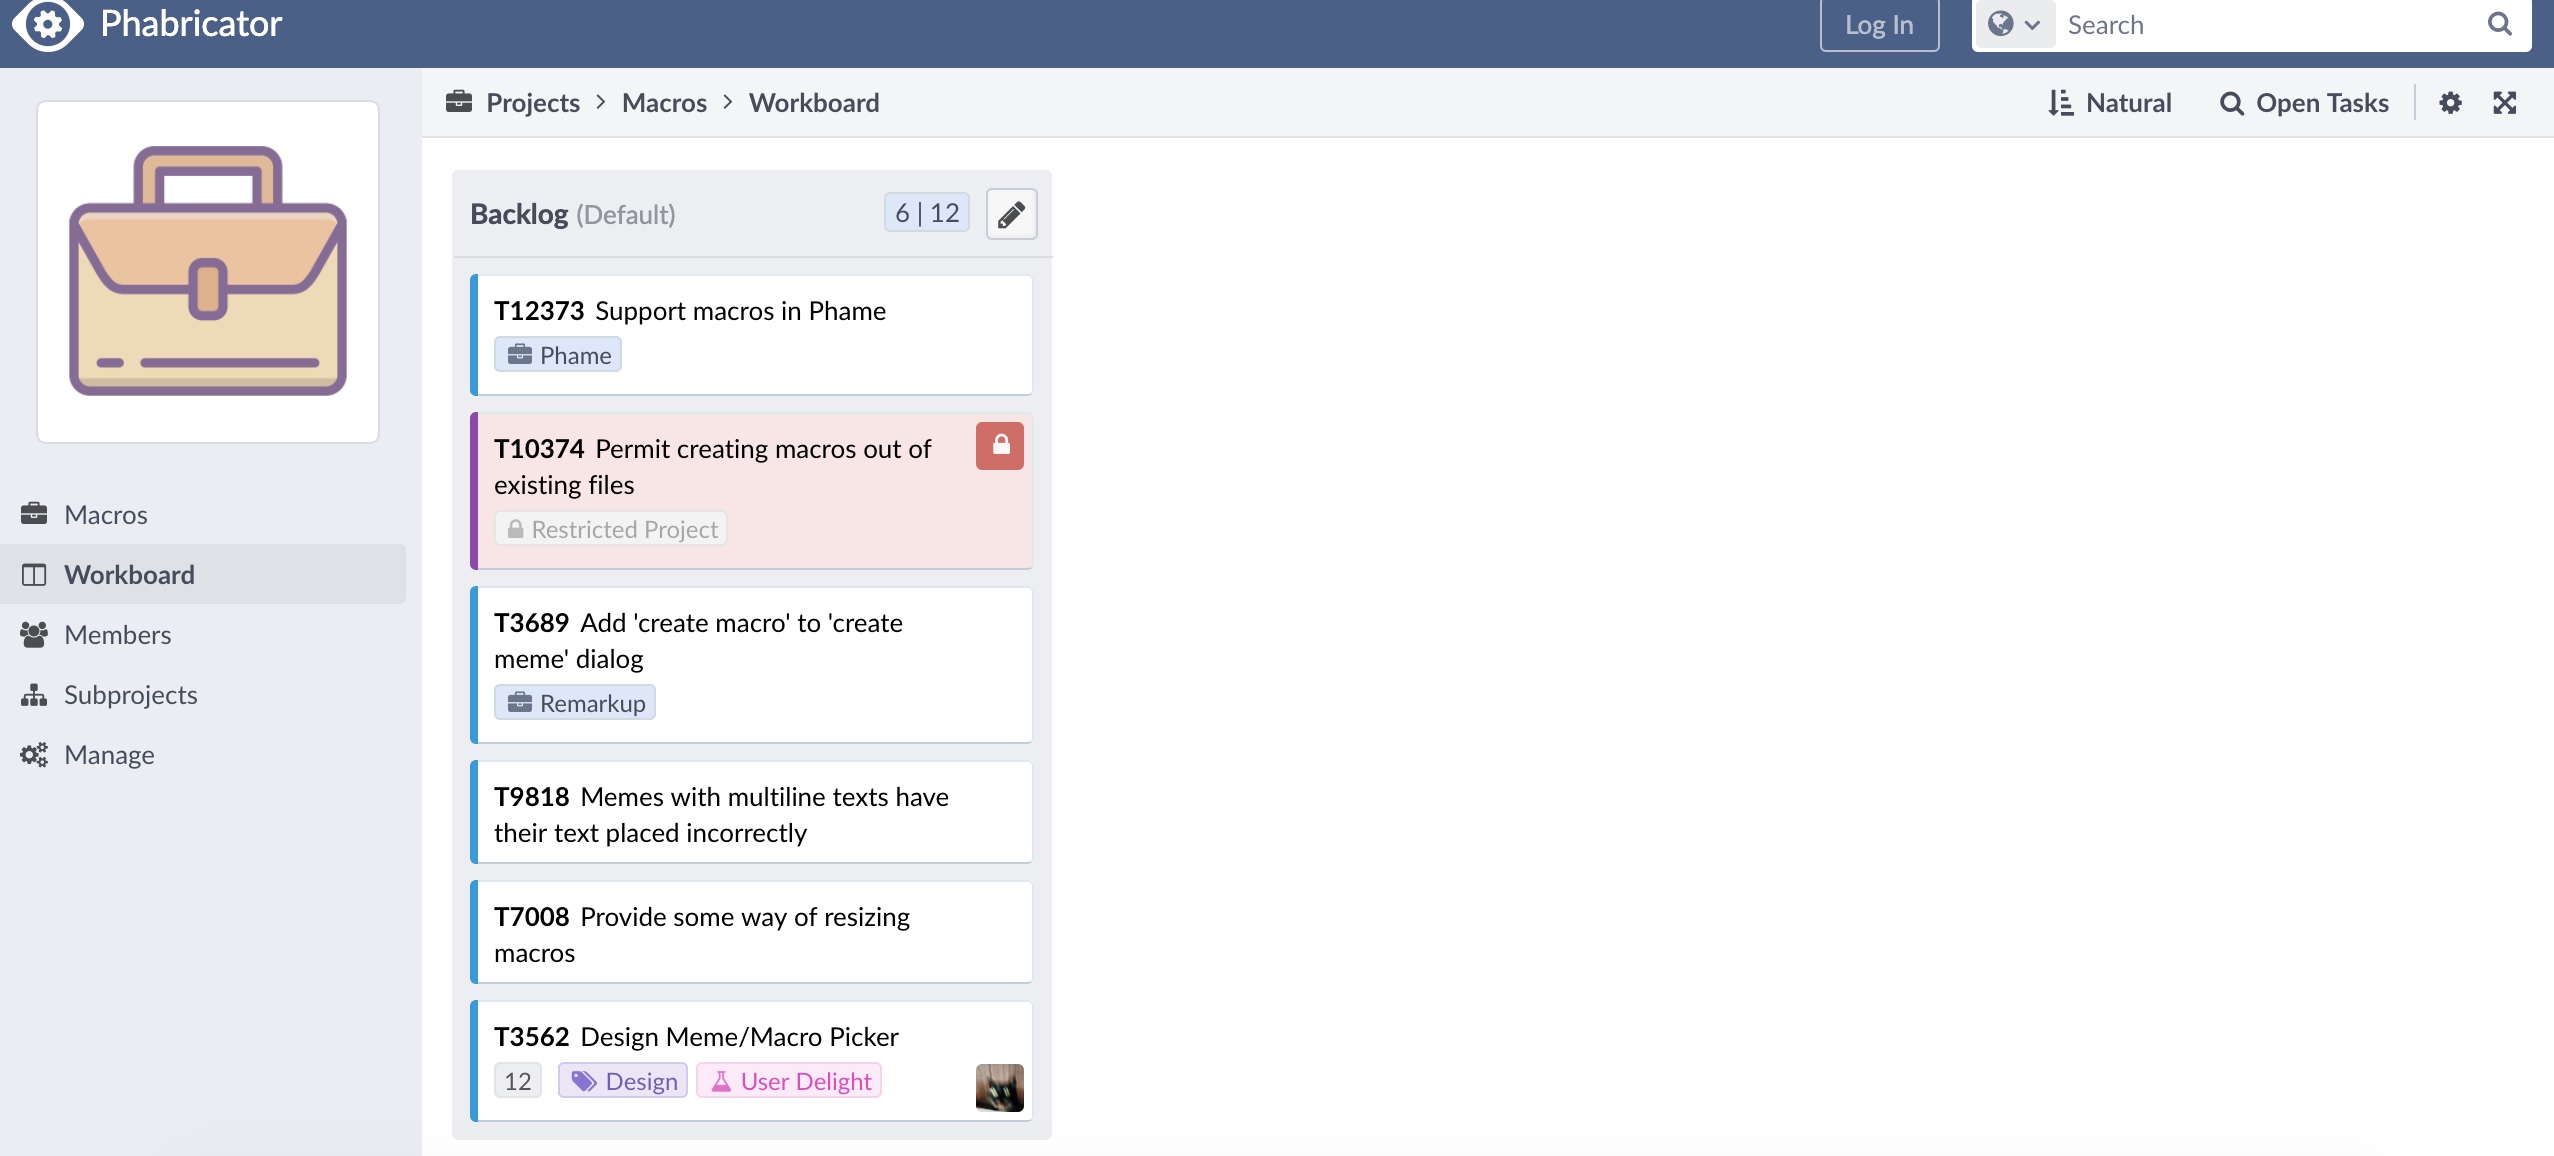 Phabricator
Log In
Search
Projects > Macros > Workboard
Natural
Open Tasks
Macros
Workboard
Members
Subprojects
Manage
Backlog (Default)
6 | 12
T12373 Support macros in Phame
Phame
T10374 Permit creating macros out of
existing files
Restricted Project
T3689 Add 'create macro' to 'create
meme' dialog
Remarkup
T9818 Memes with multiline texts have
their text placed incorrectly
T7008 Provide some way of resizing
macros
T3562 Design Meme/Macro Picker
12 Design User Delight